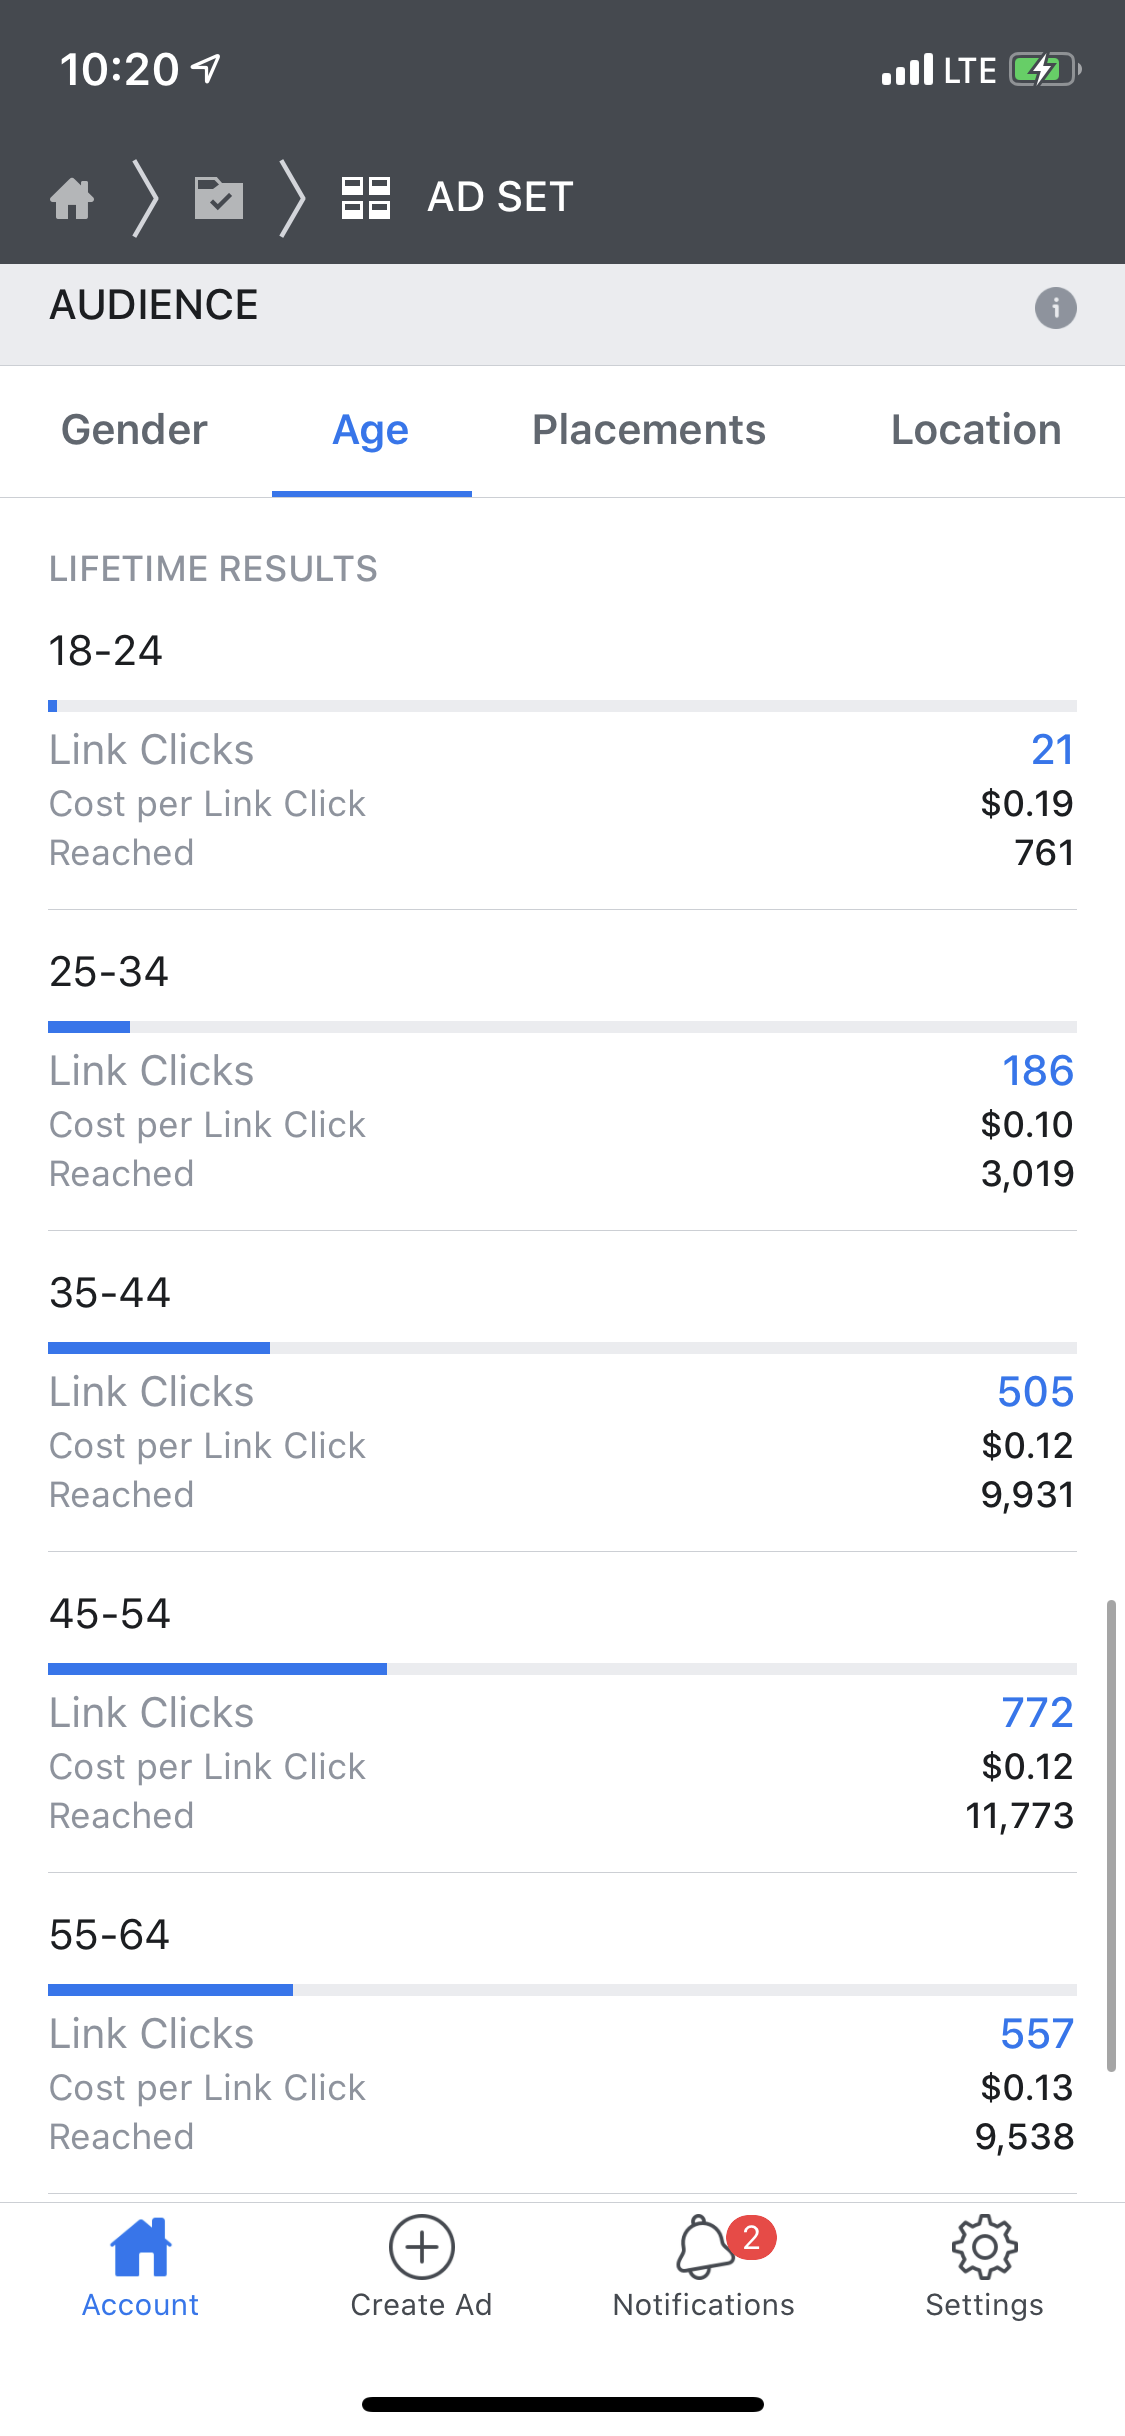 10:20 LTE
AD SET
AUDIENCE
Gender Age Placements Location
LIFETIME RESULTS
18-24
Link Clicks 21
Cost per Link Click $0.19
Reached 761
25-34
Link Clicks 186
Cost per Link Click $0.10
Reached 3,019
35-44
Link Clicks 505
Cost per Link Click $0.12
Reached 9,931
45-54
Link Clicks 772
Cost per Link Click $0.12
Reached 11,773
55-64
Link Clicks 557
Cost per Link Click $0.13
Reached 9,538
2
Account Create Ad Notifications Settings